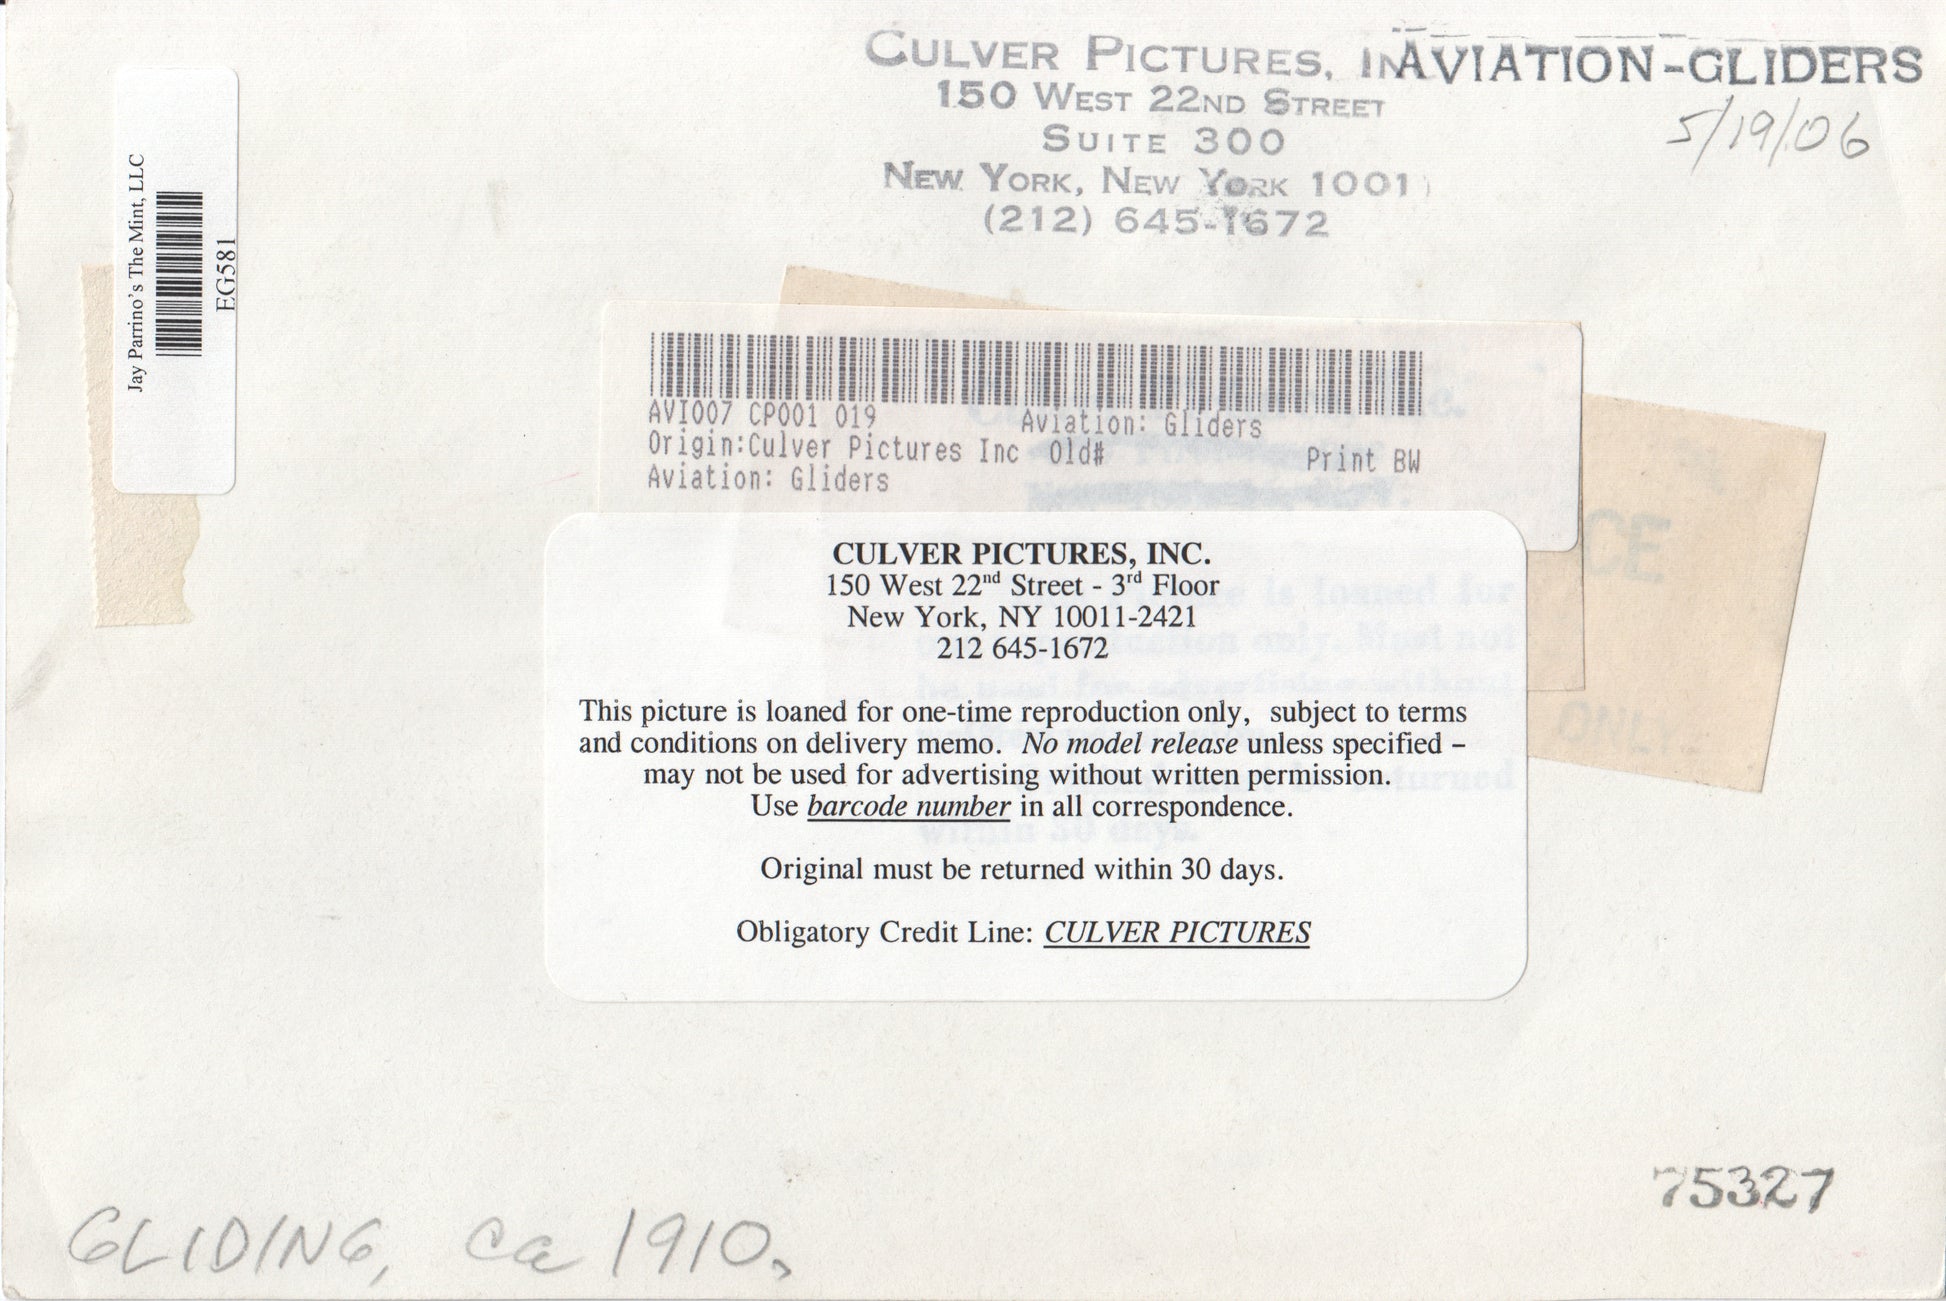 CULVER PICTURES, IN
AVIATION-GLIDERS
150 WEST 22ND STREET
5/19/06
SUITE 300
NEW YORK, NEW YORK 1001
(212) 645-1672
Jay Parrino's The Mint, LLC
EG581
AVI007 CP001 019 Aviation: Gliders
Origin:Culver Pictures Inc Old# Print BW
Aviation: Gliders
CULVER PICTURES, INC.
150 West 22nd Street - 3rd Floor
New York, NY 10011-2421
212 645-1672
This picture is loaned for one-time reproduction only, subject to terms
and conditions on delivery memo. No model release unless specified –
may not be used for advertising without written permission.
Use barcode number in all correspondence.
Original must be returned within 30 days.
Obligatory Credit Line: CULVER PICTURES
ONLY
75327
GLIDING, ca 1910.